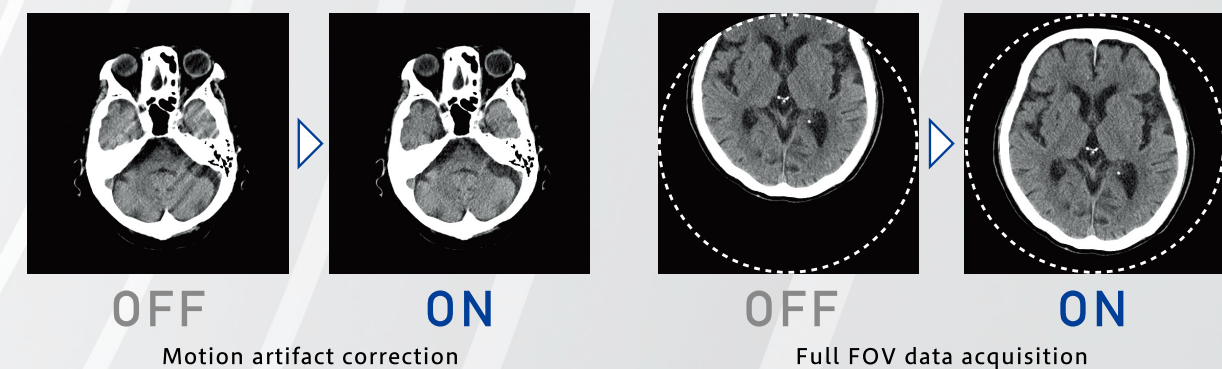 OFF
ON
Motion artifact correction
OFF
ON
Full FOV data acquisition